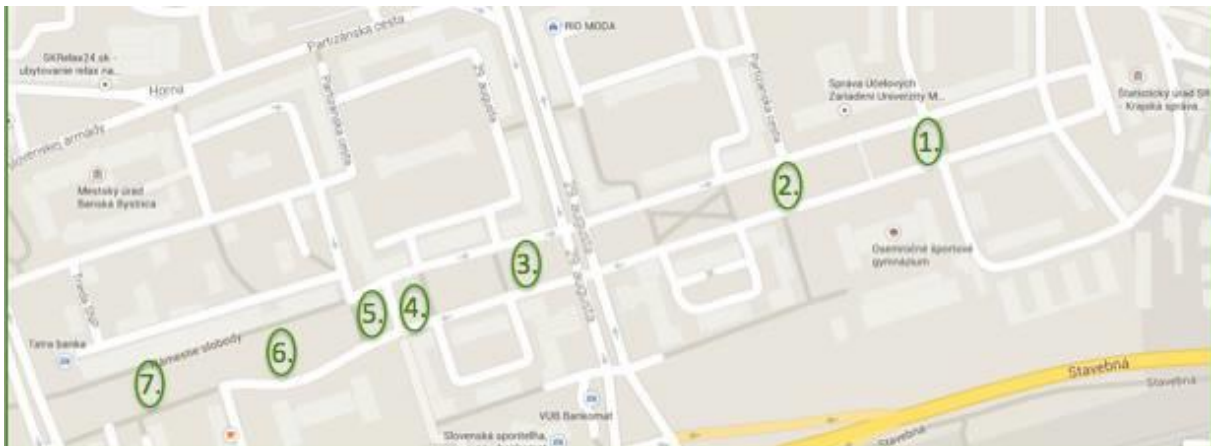 RIO MODA
Partizánska cesta
SKRelax24.sk -
ubytovanie relax na...
Horná
Slovenskej armády
Partizánska cesta
29. augusta
Partizánska cesta
Správa Účelových
Zariadení Univerzity M...
Štatistický úrad SR
- Krajská správa...
1.
Mestský úrad
Banská Bystrica
2.
29. augusta
Osemročné športové
gymnázium
3.
29. augusta
Trieda SNP
4.
5.
Tatra banka
Námestie slobody
6.
7.
Stavebná
Stavebná
VÚB Bankomat
Slovenská sporiteľňa,
Stavebná